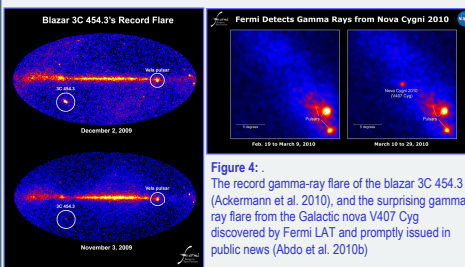 Blazar 3C 454.3's Record Flare
Vela pulsar
3C 454.3
December 2, 2009
Vela pulsar
3C 454.3
November 3, 2009
Fermi Detects Gamma Rays from Nova Cygni 2010
Nova Cygni 2010
(V407 Cyg)
Pulsars
Pulsars
5 degrees
5 degrees
Feb. 19 to March 9, 2010
March 10 to 29, 2010
Figure 4: .
The record gamma-ray flare of the blazar 3C 454.3
(Ackermann et al. 2010), and the surprising gamma
ray flare from the Galactic nova V407 Cyg
discovered by Fermi LAT and promptly issued in
public news (Abdo et al. 2010b)